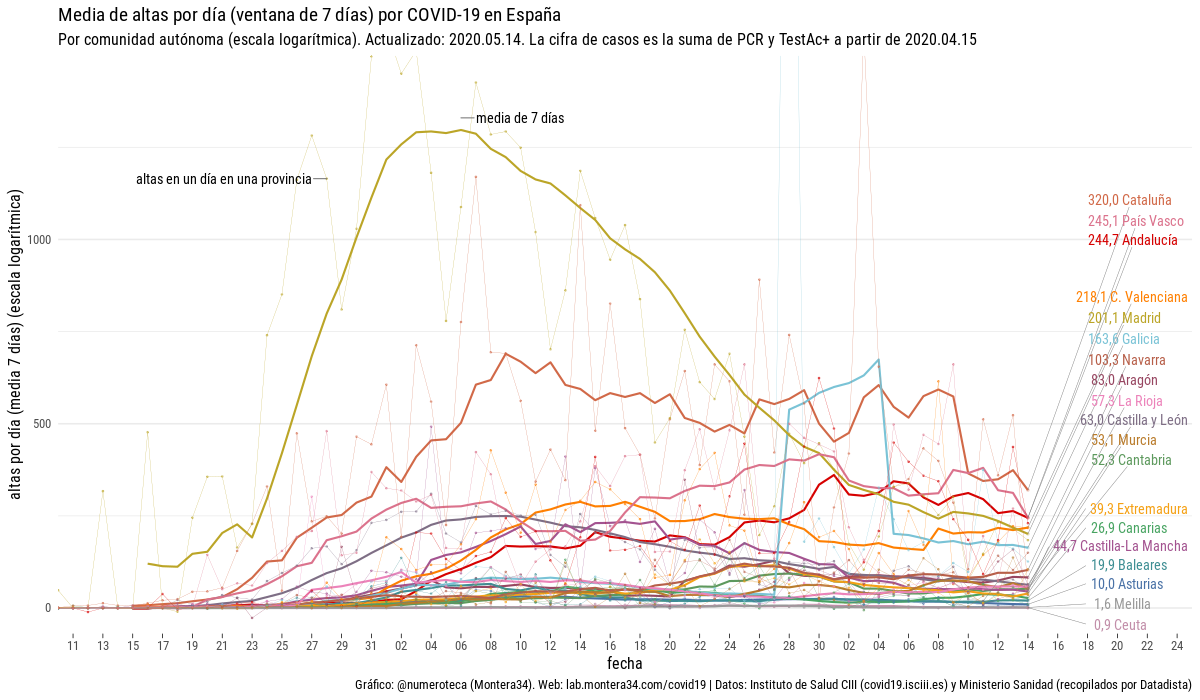 Media de altas por día (ventana de 7 días) por COVID-19 en España
Por comunidad autónoma (escala logarítmica). Actualizado: 2020.05.14. La cifra de casos es la suma de PCR y TestAc+ a partir de 2020.04.15
media de 7 días
altas en un día en una provincia
altas por día (media 7 días) (escala logarítmica)
1000
500
0
320,0 Cataluña
245,1 País Vasco
244,7 Andalucía
218,1 C. Valenciana
201,1 Madrid
163,6 Galicia
103,3 Navarra
83,0 Aragón
57,3 La Rioja
63,0 Castilla y León
53,1 Murcia
52,3 Cantabria
39,3 Extremadura
26,9 Canarias
44,7 Castilla-La Mancha
19,9 Baleares
10,0 Asturias
1,6 Melilla
0,9 Ceuta
11 13 15 17 19 21 23 25 27 29 31 02 04 06 08 10 12 14 16 18 20 22 24 26 28 30 02 04 06 08 10 12 14 16 18 20 22 24
fecha
Gráfico: @numeroteca (Montera34). Web: lab.montera34.com/covid19 | Datos: Instituto de Salud CIII (covid19.isciii.es) y Ministerio Sanidad (recopilados por Datadista)